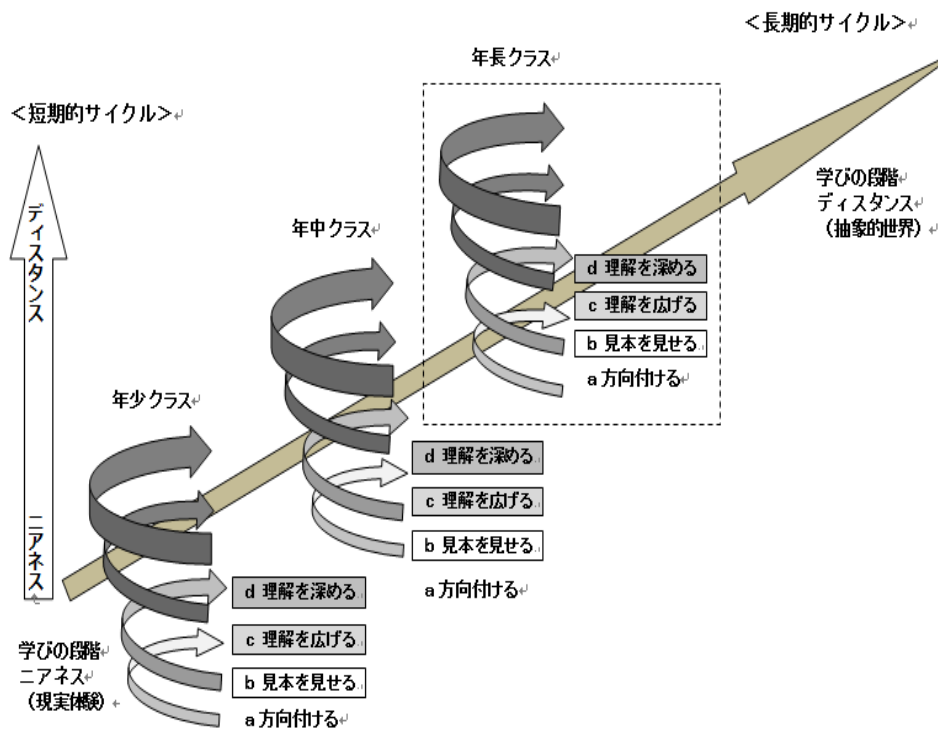 ＜長期的サイクル＞
年長クラス
＜短期的サイクル＞
ディスタンス
ニアネス
学びの段階
ディスタンス
（抽象的世界）
d 理解を深める
c 理解を広げる
b 見本を見せる
a 方向付ける
年中クラス
d 理解を深める
c 理解を広げる
b 見本を見せる
a 方向付ける
年少クラス
d 理解を深める
c 理解を広げる
b 見本を見せる
a 方向付ける
学びの段階
ニアネス
（現実体験）